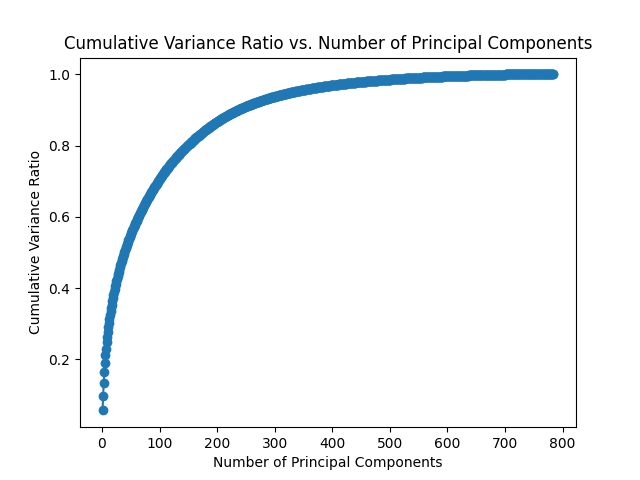 Cumulative Variance Ratio vs. Number of Principal Components
1.0
0.8
0.6
0.4
0.2
Cumulative Variance Ratio
0 100 200 300 400 500 600 700 800
Number of Principal Components